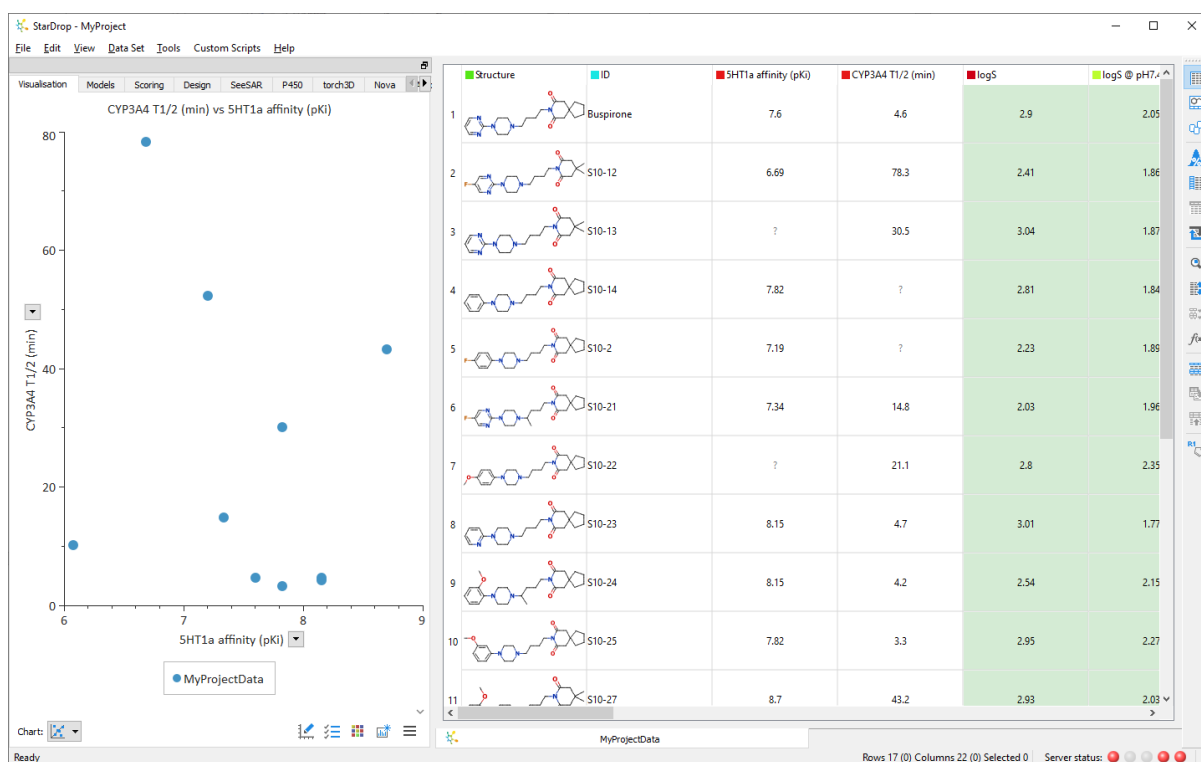 StarDrop - MyProject
File Edit View Data Set Tools Custom Scripts Help
Visualisation Models Scoring Design SeeSAR P450 torch3D Nova
CYP3A4 T1/2 (min) vs 5HT1a affinity (pKi)
80
60
40
20
0
CYP3A4 T1/2 (min)
6 7 8 9
5HT1a affinity (pKi)
MyProjectData
Chart:
Ready
Structure ID 5HT1a affinity (pKi) CYP3A4 T1/2 (min) logS logS @ pH7.4
1 Buspirone 7.6 4.6 2.9 2.05
2 S10-12 6.69 78.3 2.41 1.86
3 S10-13 ? 30.5 3.04 1.87
4 S10-14 7.82 ? 2.81 1.84
5 S10-2 7.19 ? 2.23 1.89
6 S10-21 7.34 14.8 2.03 1.96
7 S10-22 ? 21.1 2.8 2.35
8 S10-23 8.15 4.7 3.01 1.77
9 S10-24 8.15 4.2 2.54 2.15
10 S10-25 7.82 3.3 2.95 2.27
11 S10-27 8.7 43.2 2.93 2.03
MyProjectData
Rows 17 (0) Columns 22 (0) Selected 0 Server status: